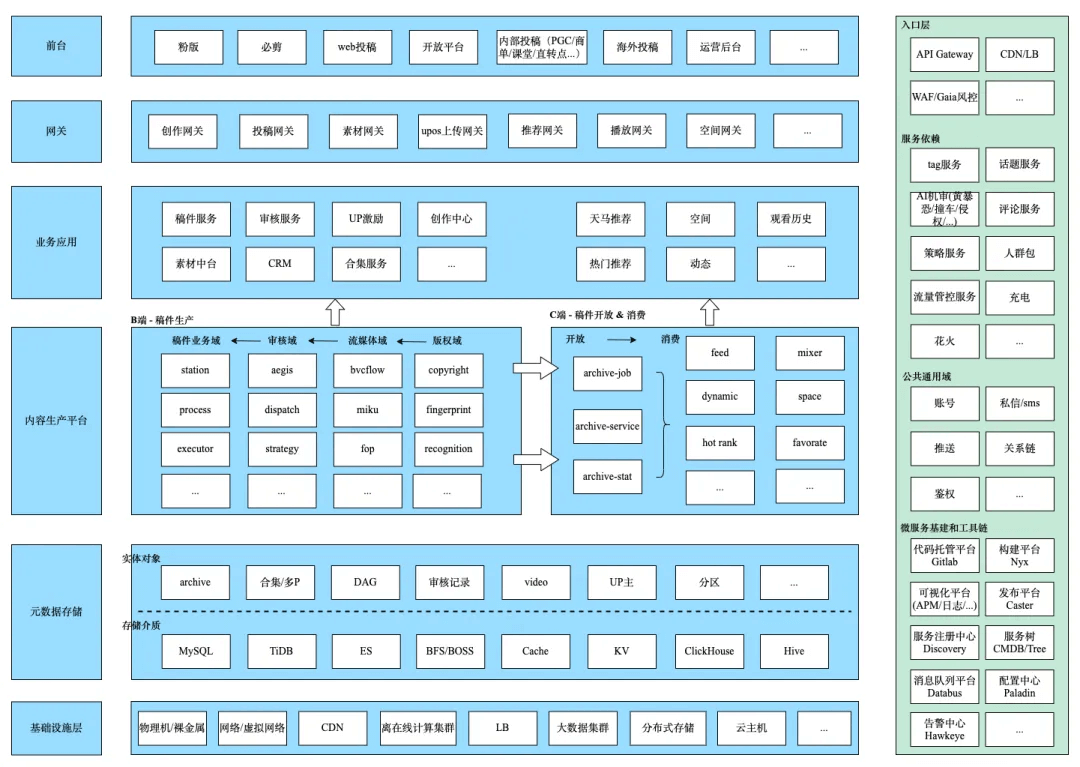 前台
粉版
必剪
web投稿
开放平台
内部投稿（PGC/商
单/课堂/直转点...）
海外投稿
运营后台
...
网关
创作网关
投稿网关
素材网关
upos上传网关
推荐网关
播放网关
空间网关
...
业务应用
稿件服务
审核服务
UP激励
创作中心
天马推荐
空间
观看历史
素材中台
CRM
合集服务
...
热门推荐
动态
...
内容生产平台
B端 - 稿件生产
稿件业务域
审核域
流媒体域
版权域
station
aegis
bvcflow
copyright
process
dispatch
miku
fingerprint
executor
strategy
fop
recognition
...
...
...
...
C端 - 稿件开放 & 消费
开放
消费
archive-job
archive-service
archive-stat
feed
mixer
dynamic
space
hot rank
favorate
...
...
元数据存储
实体对象
archive
合集/多P
DAG
审核记录
video
UP主
分区
...
存储介质
MySQL
TiDB
ES
BFS/BOSS
Cache
KV
ClickHouse
Hive
基础设施层
物理机/裸金属
网络/虚拟网络
CDN
离在线计算集群
LB
大数据集群
分布式存储
云主机
...
入口层
API Gateway
CDN/LB
WAF/Gaia风控
...
服务依赖
tag服务
话题服务
AI机审(黄暴
恐/撞车/侵
权/...)
评论服务
策略服务
人群包
流量管控服务
充电
花火
...
公共通用域
账号
私信/sms
推送
关系链
鉴权
...
微服务基建和工具链
代码托管平台
Gitlab
构建平台
Nyx
可视化平台
(APM/日志/...)
发布平台
Caster
服务注册中心
Discovery
服务树
CMDB/Tree
消息队列平台
Databus
配置中心
Paladin
告警中心
Hawkeye
...